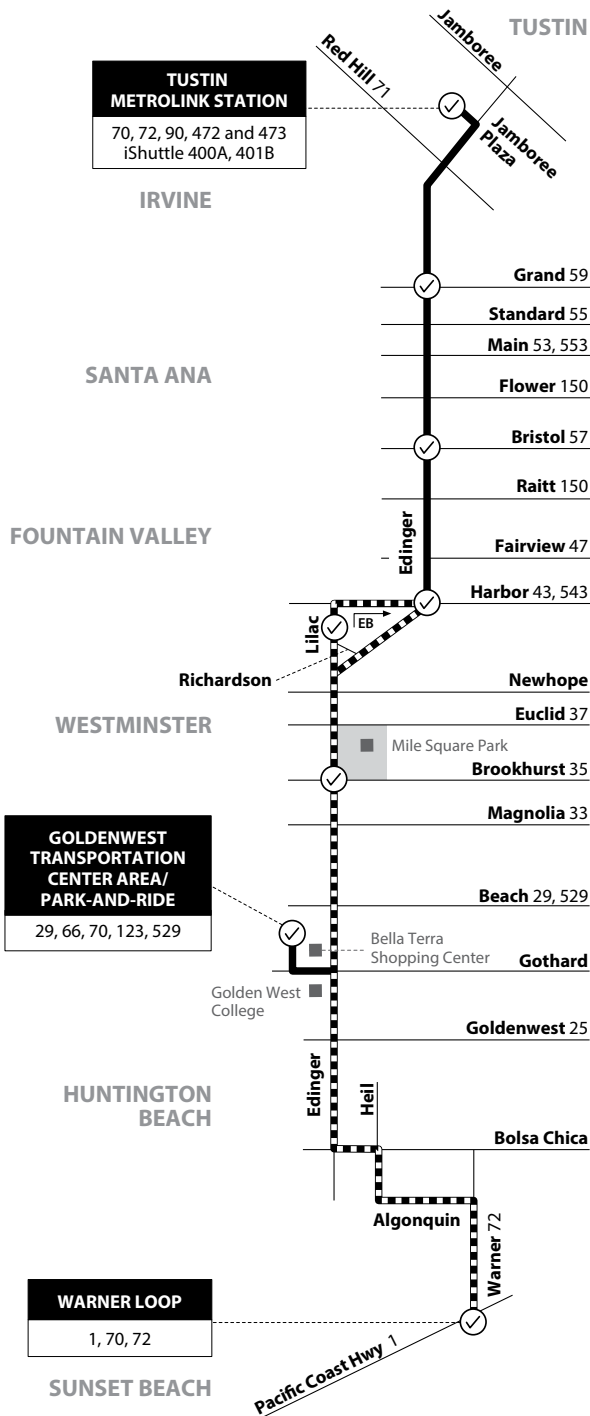 TUSTIN
Jamboree
Red Hill 71
TUSTIN
METROLINK STATION
70, 72, 90, 472 and 473
iShuttle 400A, 401B
Jamboree
Plaza
IRVINE
Grand 59
Standard 55
Main 53, 553
SANTA ANA
Flower 150
Bristol 57
Raitt 150
FOUNTAIN VALLEY
Edinger
Fairview 47
Harbor 43, 543
EB
Lilac
Richardson
Newhope
WESTMINSTER
Euclid 37
Mile Square Park
Brookhurst 35
Magnolia 33
GOLDENWEST
TRANSPORTATION
CENTER AREA/
PARK-AND-RIDE
29, 66, 70, 123, 529
Beach 29, 529
Bella Terra
Shopping Center
Gothard
Golden West
College
Goldenwest 25
Edinger
Heil
HUNTINGTON
BEACH
Bolsa Chica
Algonquin
Warner 72
WARNER LOOP
1, 70, 72
Pacific Coast Hwy 1
SUNSET BEACH